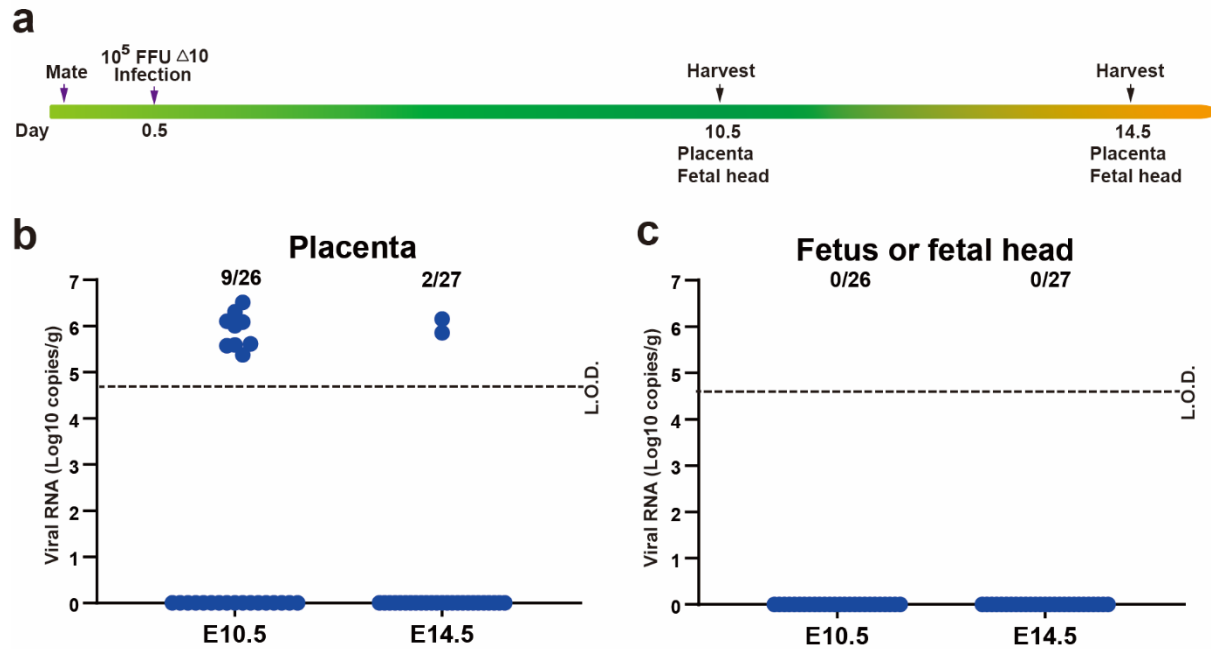 a
10⁵ FFU △10
Mate
Infection
Harvest
Harvest
Day
0.5
10.5
14.5
Placenta
Placenta
Fetal head
Fetal head
b
Placenta
9/26
2/27
Viral RNA (Log10 copies/g)
7
6
5
4
3
2
1
0
L.O.D.
E10.5
E14.5
c
Fetus or fetal head
0/26
0/27
Viral RNA (Log10 copies/g)
7
6
5
4
3
2
1
0
L.O.D.
E10.5
E14.5